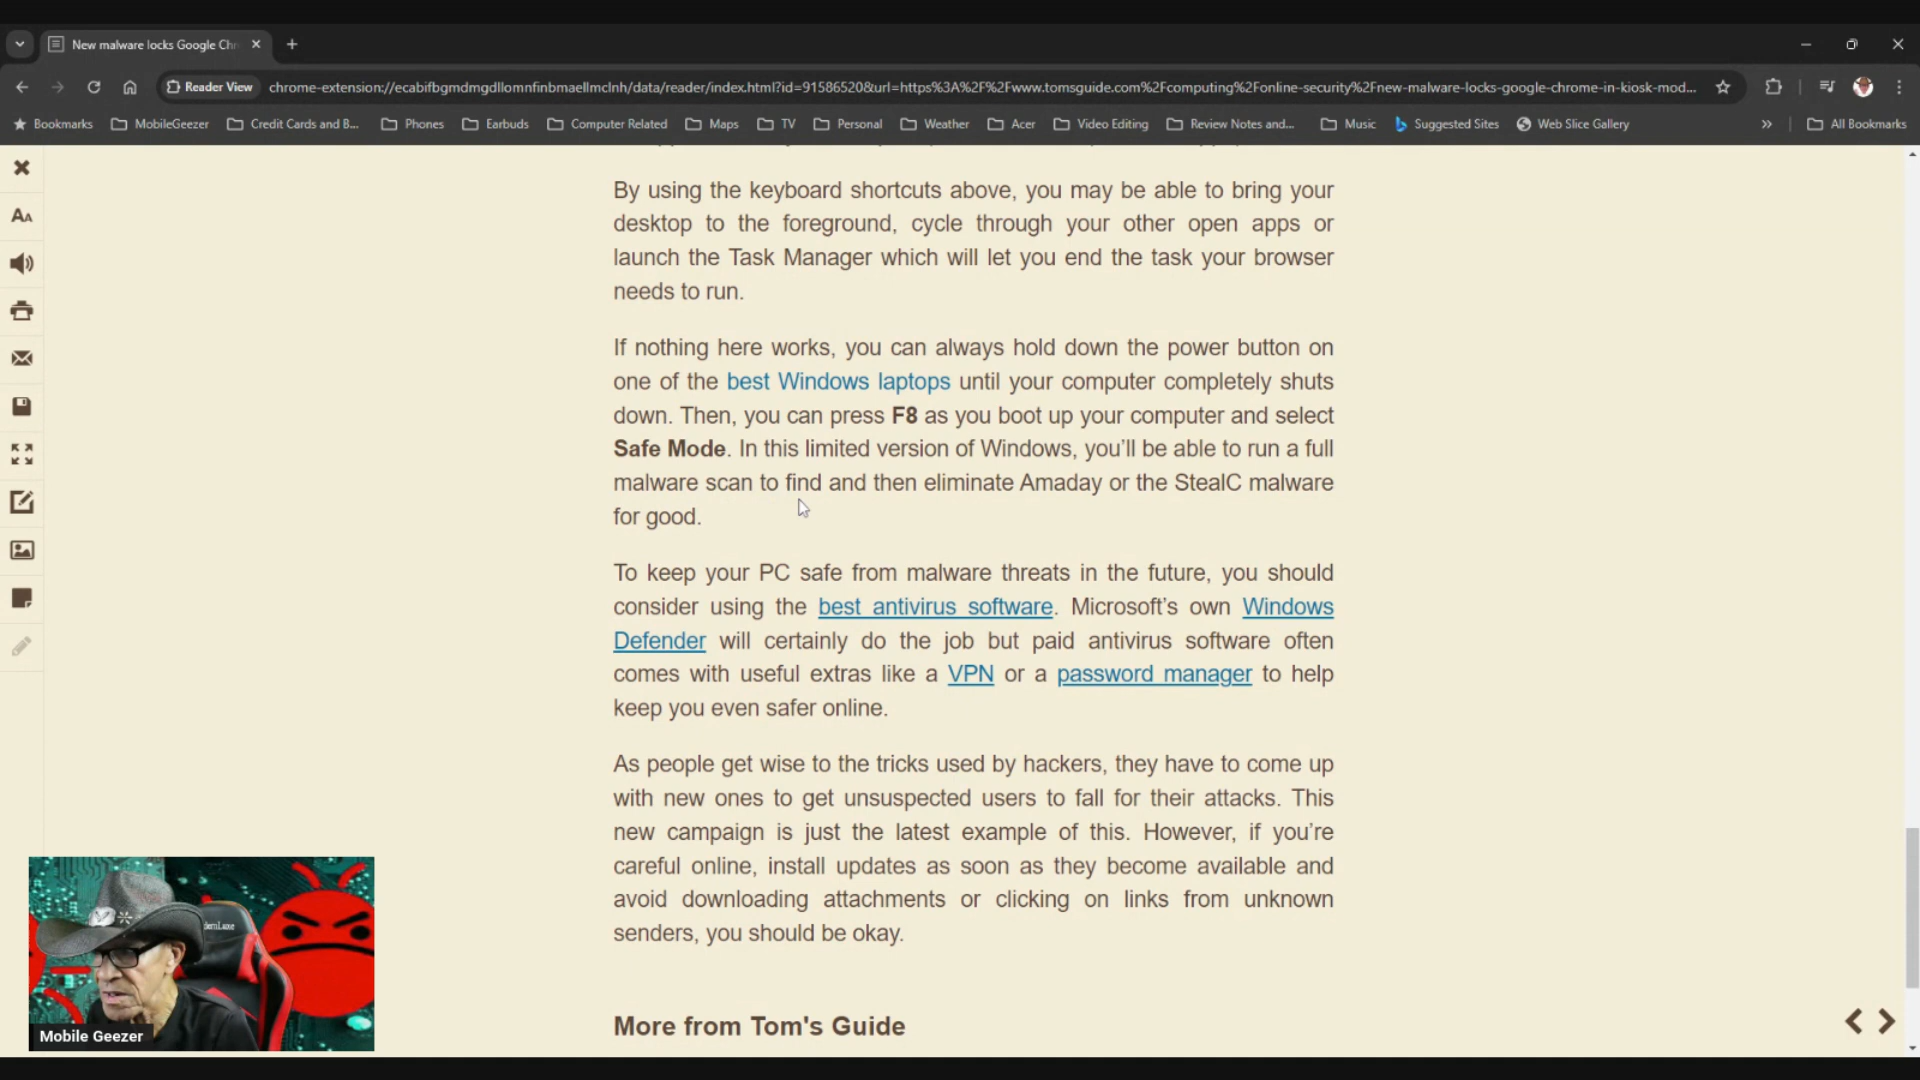 New malware locks Google Chr
Reader View
chrome-extension://ecabifbgmdmgdllomnfinbmaellmclnh/data/reader/index.html?id=91586520&url=https%3A%2F%2Fwww.tomsguide.com%2Fcomputing%2Fonline-security%2Fnew-malware-locks-google-chrome-in-kiosk-mod...
Bookmarks MobileGeezer Credit Cards and B... Phones Earbuds Computer Related Maps TV Personal Weather Acer Video Editing Review Notes and... Music Suggested Sites Web Slice Gallery » All Bookmarks
By using the keyboard shortcuts above, you may be able to bring your
desktop to the foreground, cycle through your other open apps or
launch the Task Manager which will let you end the task your browser
needs to run.
If nothing here works, you can always hold down the power button on
one of the best Windows laptops until your computer completely shuts
down. Then, you can press F8 as you boot up your computer and select
Safe Mode. In this limited version of Windows, you'll be able to run a full
malware scan to find and then eliminate Amaday or the StealC malware
for good.
To keep your PC safe from malware threats in the future, you should
consider using the best antivirus software. Microsoft's own Windows
Defender will certainly do the job but paid antivirus software often
comes with useful extras like a VPN or a password manager to help
keep you even safer online.
As people get wise to the tricks used by hackers, they have to come up
with new ones to get unsuspected users to fall for their attacks. This
new campaign is just the latest example of this. However, if you're
careful online, install updates as soon as they become available and
avoid downloading attachments or clicking on links from unknown
senders, you should be okay.
More from Tom's Guide
Mobile Geezer